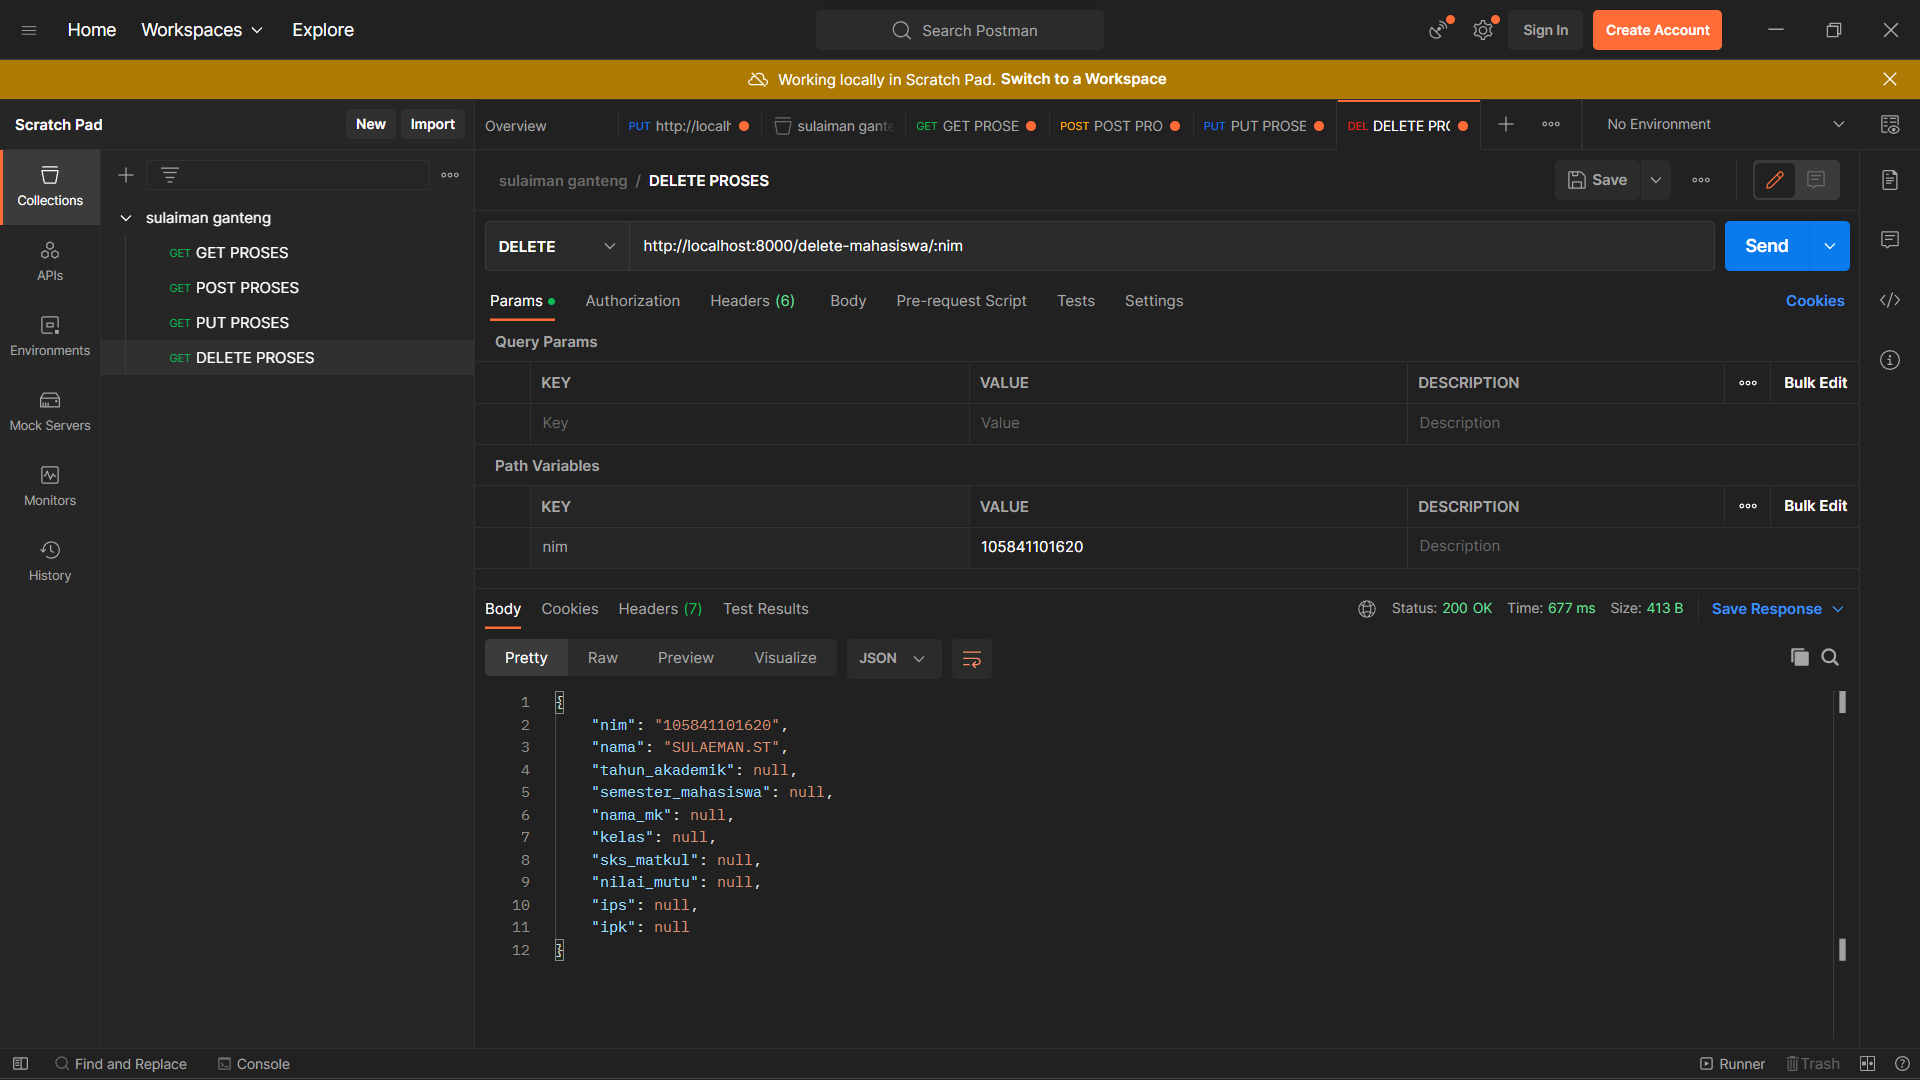 Home Workspaces Explore Search Postman Sign In Create Account
Working locally in Scratch Pad. Switch to a Workspace
Scratch Pad New Import
Overview PUT http://localh sulaiman gante GET GET PROSE POST POST PRO PUT PUT PROSE DEL DELETE PRO No Environment
Collections
APIs
Environments
Mock Servers
Monitors
History
sulaiman ganteng
GET GET PROSES
GET POST PROSES
GET PUT PROSES
GET DELETE PROSES
sulaiman ganteng / DELETE PROSES Save
DELETE http://localhost:8000/delete-mahasiswa/:nim Send
Params Authorization Headers (6) Body Pre-request Script Tests Settings Cookies
Query Params
KEY VALUE DESCRIPTION Bulk Edit
Key Value Description
Path Variables
KEY VALUE DESCRIPTION Bulk Edit
nim 105841101620 Description
Body Cookies Headers (7) Test Results Status: 200 OK Time: 677 ms Size: 413 B Save Response
Pretty Raw Preview Visualize JSON
1 {
2 "nim": "105841101620",
3 "nama": "SULAEMAN.ST",
4 "tahun_akademik": null,
5 "semester_mahasiswa": null,
6 "nama_mk": null,
7 "kelas": null,
8 "sks_matkul": null,
9 "nilai_mutu": null,
10 "ips": null,
11 "ipk": null
12 }
Find and Replace Console Runner Trash